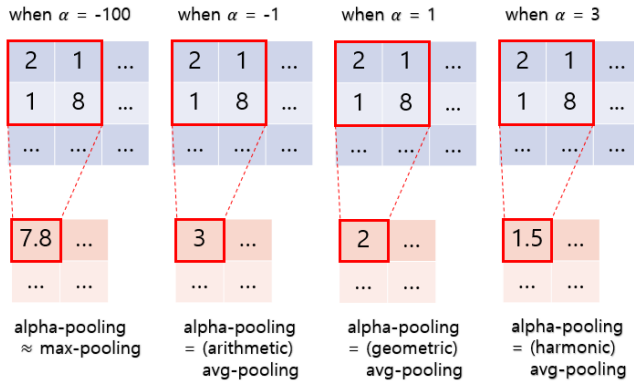 when α = -100 when α = -1 when α = 1 when α = 3
2 1 ... 2 1 ... 2 1 ... 2 1 ...
1 8 ... 1 8 ... 1 8 ... 1 8 ...
... ... ... ... ... ... ... ... ... ... ... ...
7.8 ... 3 ... 2 ... 1.5 ...
... ... ... ... ... ... ... ...
alpha-pooling alpha-pooling alpha-pooling alpha-pooling
≈ max-pooling = (arithmetic) = (geometric) = (harmonic)
avg-pooling avg-pooling avg-pooling